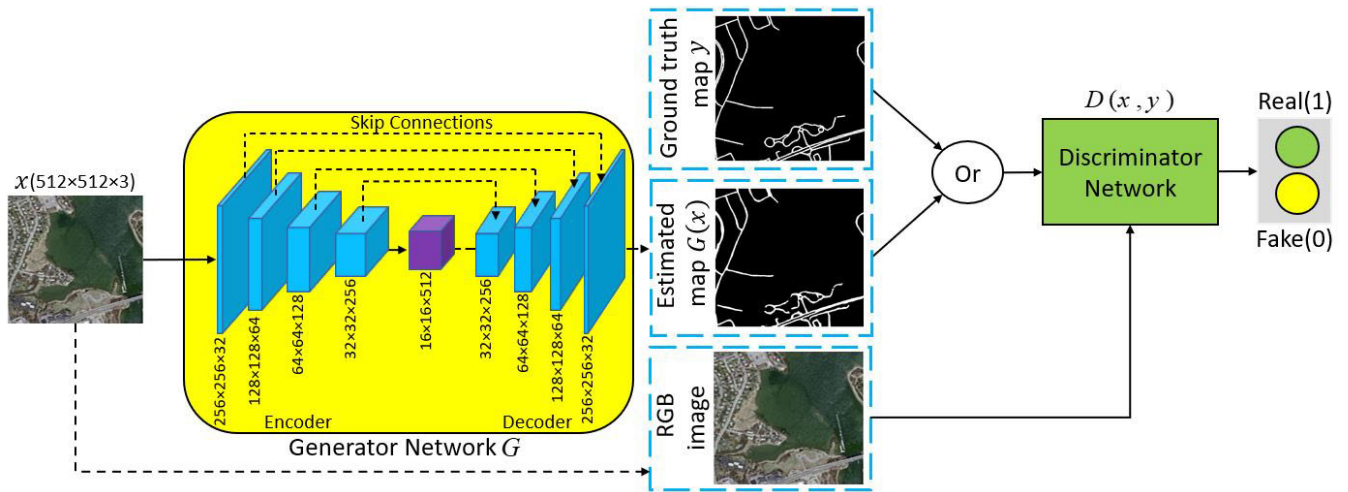 x(512×512×3)
Skip Connections
256×256×32
128×128×64
64×64×128
32×32×256
16×16×512
32×32×256
64×64×128
128×128×64
256×256×32
Encoder
Decoder
Generator Network G
Ground truth
map y
Estimated
map G(x)
RGB
image
Or
D(x,y)
Discriminator
Network
Real(1)
Fake(0)